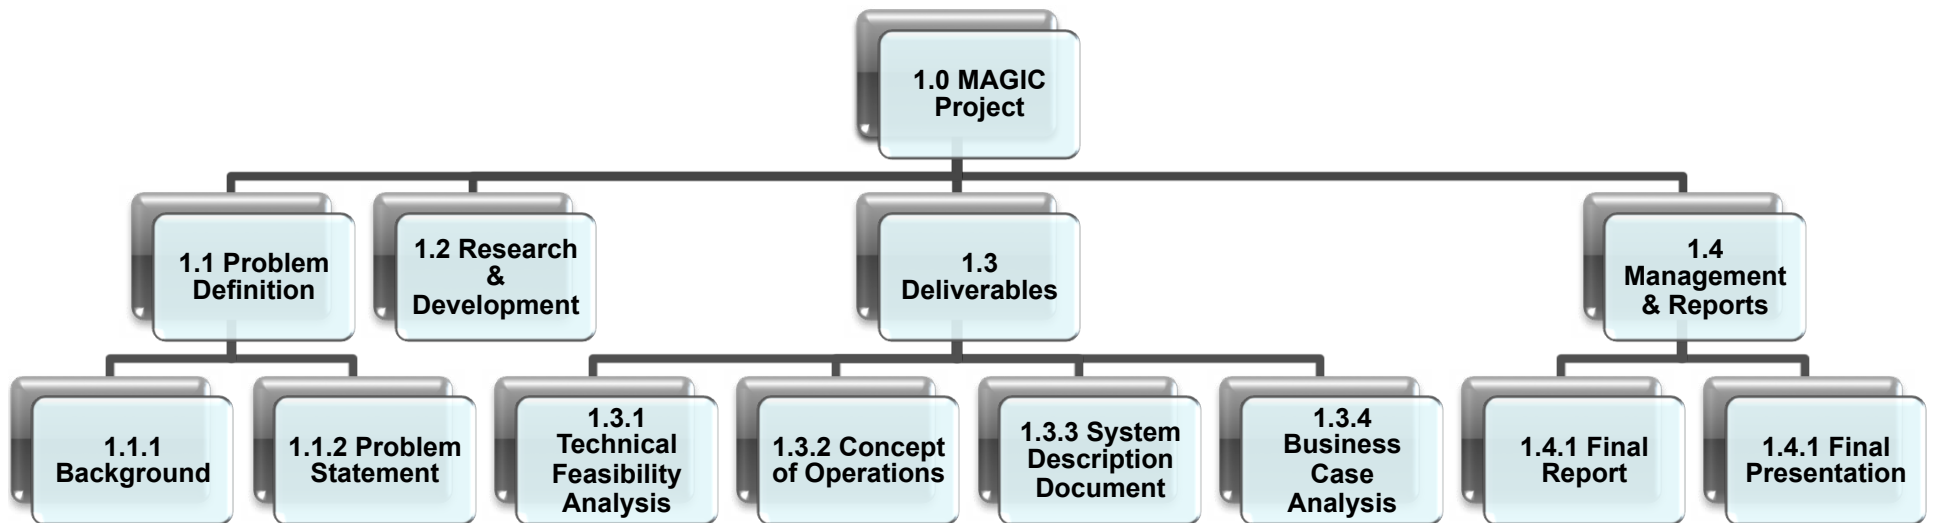 1.0 MAGIC
Project
1.1 Problem
Definition
1.2 Research
&
Development
1.3
Deliverables
1.4
Management
& Reports
1.1.1
Background
1.1.2 Problem
Statement
1.3.1
Technical
Feasibility
Analysis
1.3.2 Concept
of Operations
1.3.3 System
Description
Document
1.3.4
Business
Case
Analysis
1.4.1 Final
Report
1.4.1 Final
Presentation